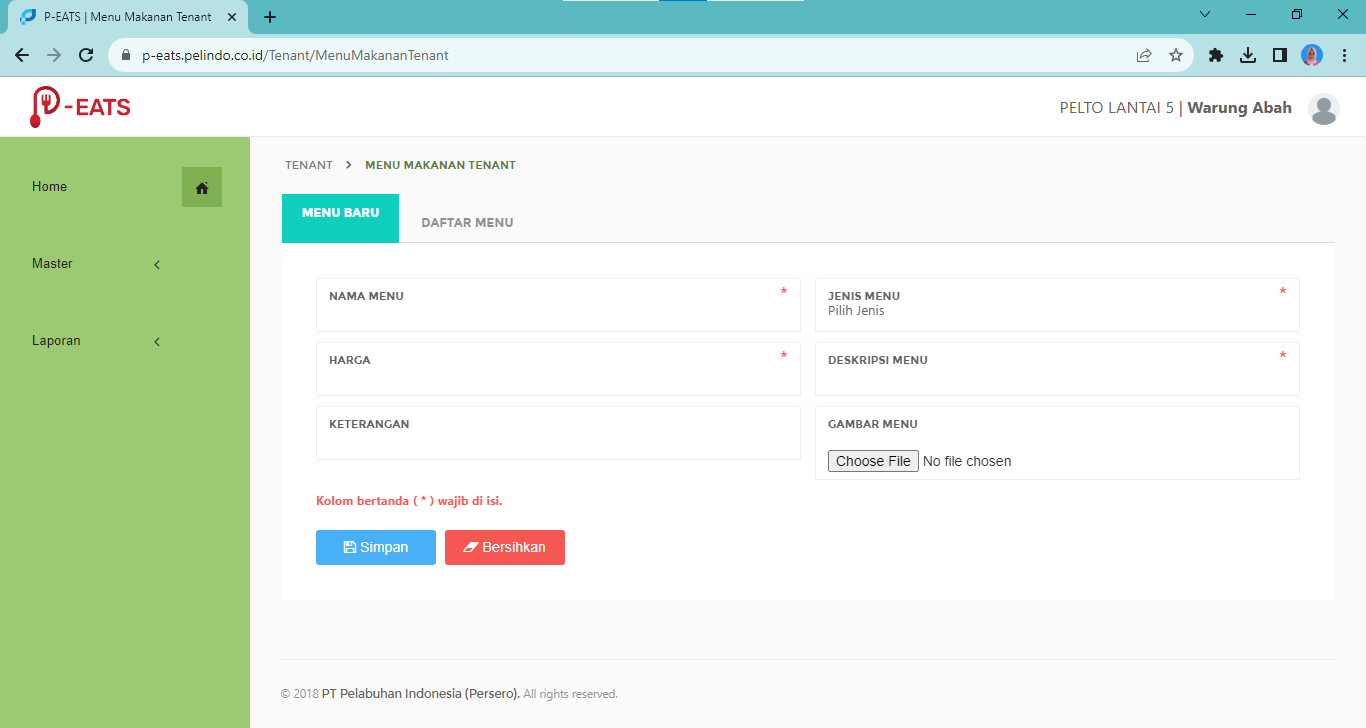 P-EATS | Menu Makanan Tenant
p-eats.pelindo.co.id/Tenant/MenuMakananTenant
P-EATS
PELTO LANTAI 5 | Warung Abah
Home
Master
Laporan
TENANT > MENU MAKANAN TENANT
MENU BARU
DAFTAR MENU
NAMA MENU *
JENIS MENU *
Pilih Jenis
HARGA *
DESKRIPSI MENU *
KETERANGAN
GAMBAR MENU
Choose File No file chosen
Kolom bertanda ( * ) wajib di isi.
Simpan
Bersihkan
© 2018 PT Pelabuhan Indonesia (Persero). All rights reserved.